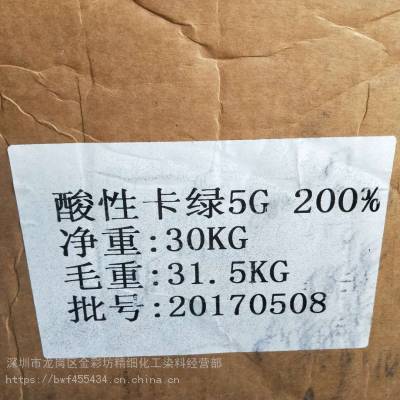 酸性卡绿5G 200%
净重:30KG
毛重:31.5KG
批号:20170508
深圳市龙岗区金彩坊精细化工染料经营部
https://bwf455434.cn.china.cn